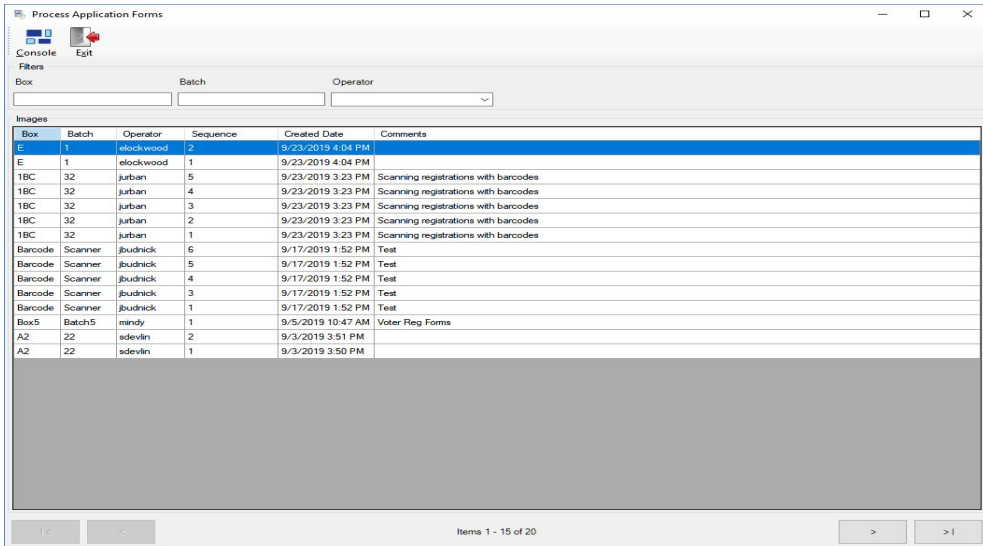 Process Application Forms
Console Exit
Filters
Box Batch Operator
Images
Box Batch Operator Sequence Created Date Comments
E 1 elockwood 2 9/23/2019 4:04 PM
E 1 elockwood 1 9/23/2019 4:04 PM
1BC 32 jurban 5 9/23/2019 3:23 PM Scanning registrations with barcodes
1BC 32 jurban 4 9/23/2019 3:23 PM Scanning registrations with barcodes
1BC 32 jurban 3 9/23/2019 3:23 PM Scanning registrations with barcodes
1BC 32 jurban 2 9/23/2019 3:23 PM Scanning registrations with barcodes
1BC 32 jurban 1 9/23/2019 3:23 PM Scanning registrations with barcodes
Barcode Scanner jbudnick 6 9/17/2019 1:52 PM Test
Barcode Scanner jbudnick 5 9/17/2019 1:52 PM Test
Barcode Scanner jbudnick 4 9/17/2019 1:52 PM Test
Barcode Scanner jbudnick 3 9/17/2019 1:52 PM Test
Barcode Scanner jbudnick 1 9/17/2019 1:52 PM Test
Box5 Batch5 mindy 1 9/5/2019 10:47 AM Voter Reg Forms
A2 22 sdevlin 2 9/3/2019 3:51 PM
A2 22 sdevlin 1 9/3/2019 3:50 PM
|< < Items 1 - 15 of 20 > >|